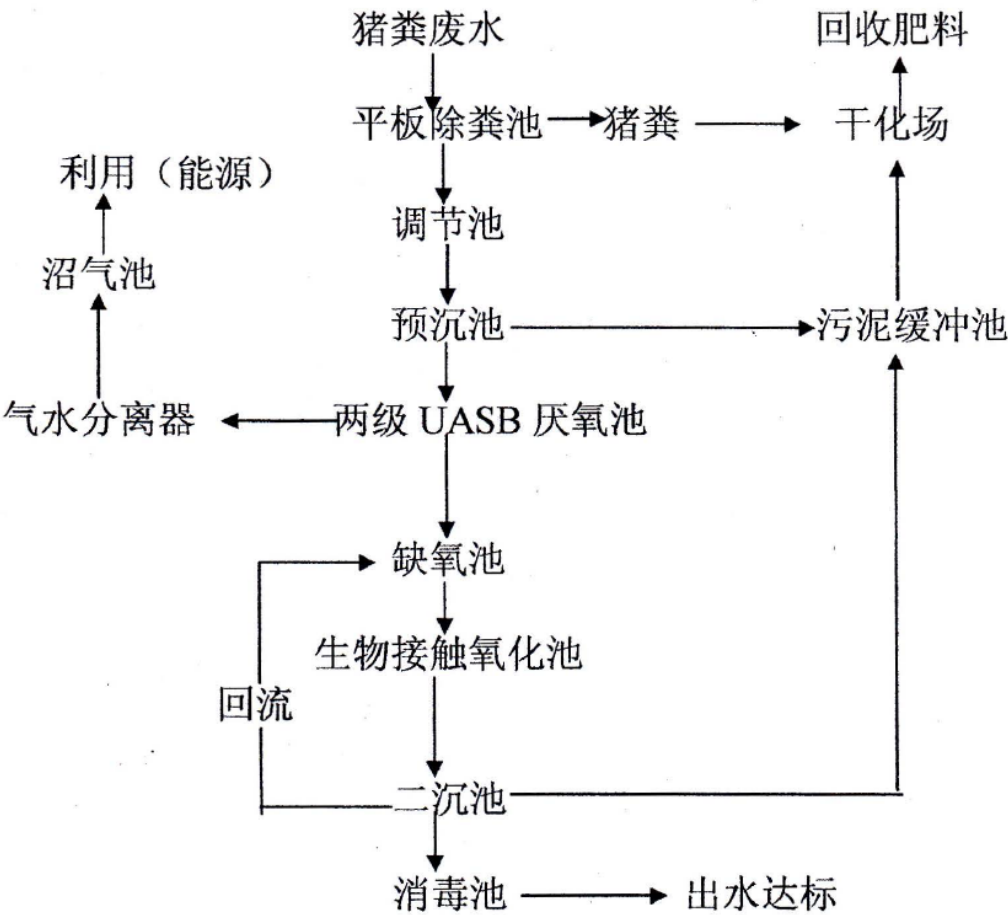 猪粪废水
回收肥料
平板除粪池
猪粪
干化场
利用（能源）
调节池
沼气池
预沉池
污泥缓冲池
气水分离器
两级 UASB 厌氧池
缺氧池
生物接触氧化池
回流
二沉池
消毒池
出水达标